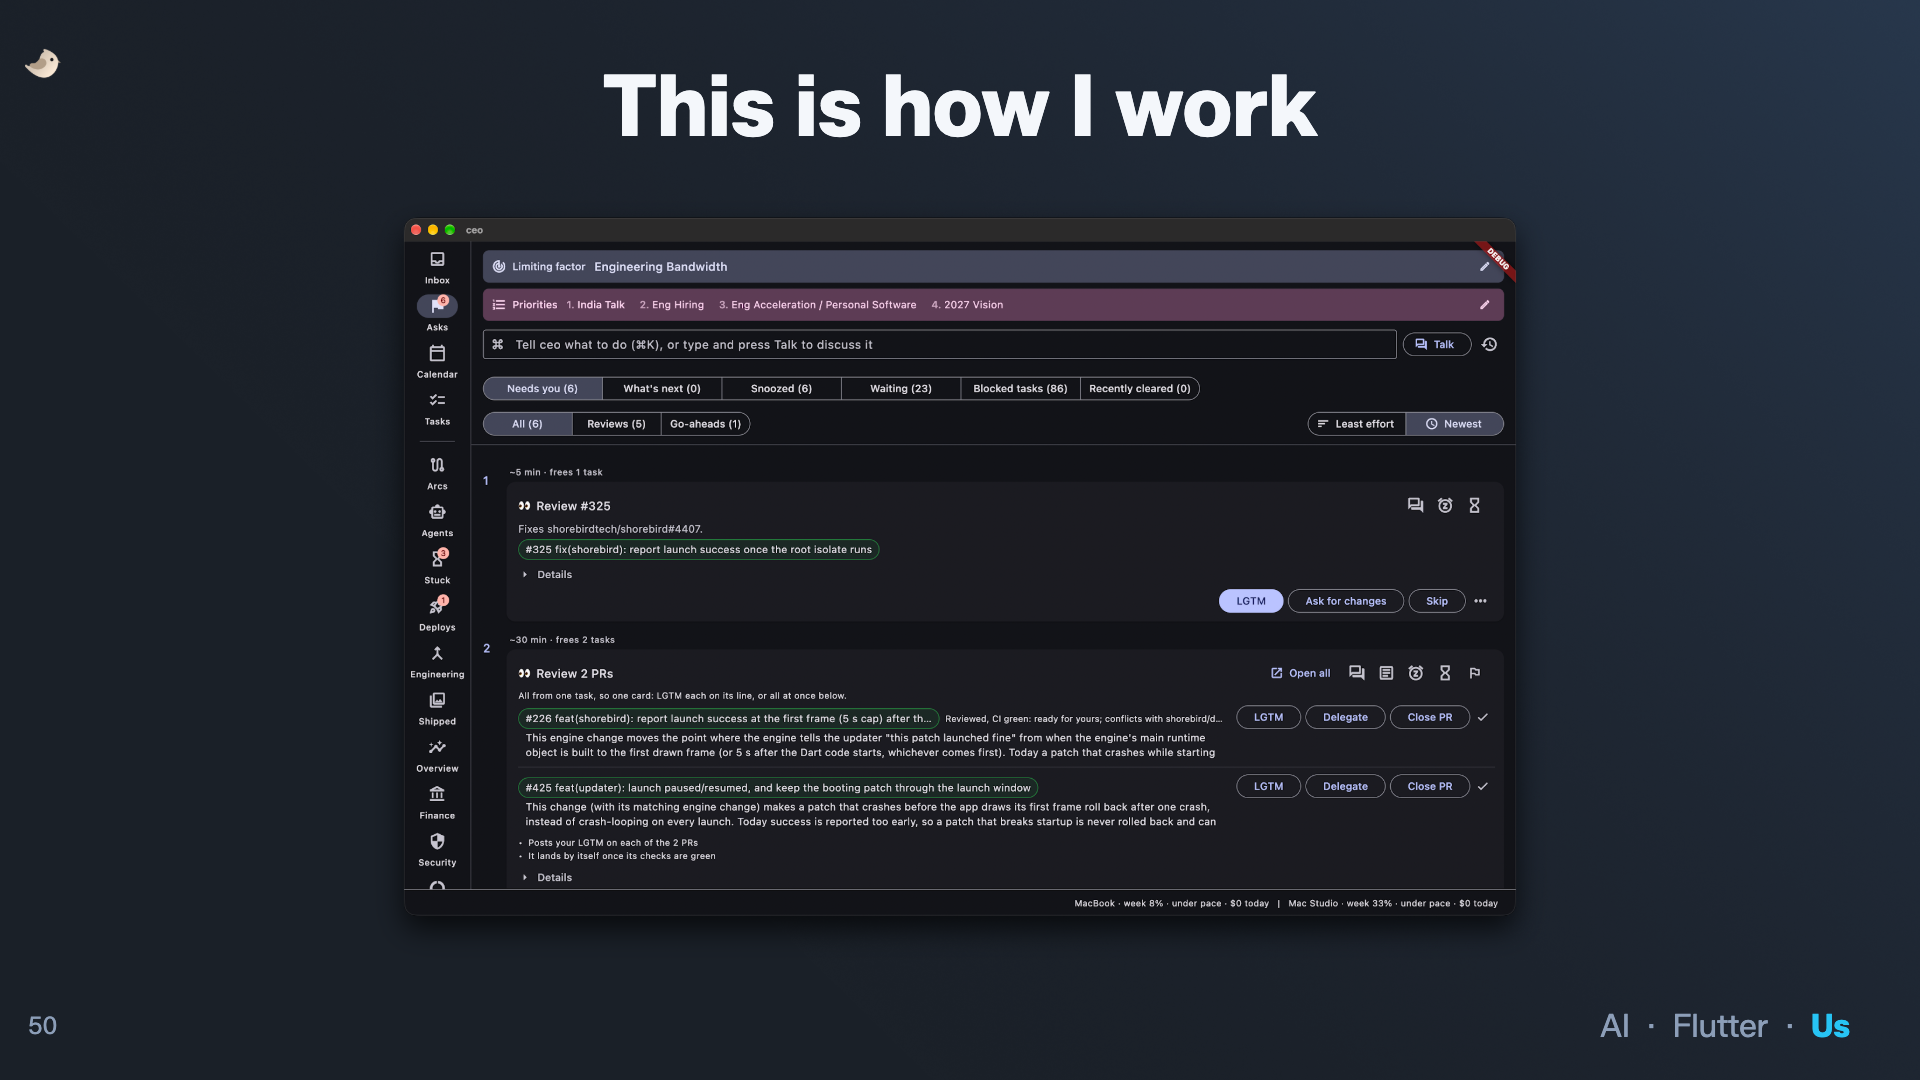 This is how I work
ceo
DEBUG
Inbox
6
Asks
Calendar
Tasks
Arcs
Agents
3
Stuck
1
Deploys
Engineering
Shipped
Overview
Finance
Security
Limiting factor Engineering Bandwidth
Priorities 1. India Talk 2. Eng Hiring 3. Eng Acceleration / Personal Software 4. 2027 Vision
⌘ Tell ceo what to do (⌘K), or type and press Talk to discuss it Talk
Needs you (6) What's next (0) Snoozed (6) Waiting (23) Blocked tasks (86) Recently cleared (0)
All (6) Reviews (5) Go-aheads (1) Least effort Newest
~5 min · frees 1 task
1
👀 Review #325
Fixes shorebirdtech/shorebird#4407.
#325 fix(shorebird): report launch success once the root isolate runs
Details
LGTM Ask for changes Skip •••
~30 min · frees 2 tasks
2
👀 Review 2 PRs Open all
All from one task, so one card: LGTM each on its line, or all at once below.
#226 feat(shorebird): report launch success at the first frame (5 s cap) after th... Reviewed, CI green: ready for yours; conflicts with shorebird/d... LGTM Delegate Close PR
This engine change moves the point where the engine tells the updater "this patch launched fine" from when the engine's main runtime
object is built to the first drawn frame (or 5 s after the Dart code starts, whichever comes first). Today a patch that crashes while starting
#425 feat(updater): launch paused/resumed, and keep the booting patch through the launch window LGTM Delegate Close PR
This change (with its matching engine change) makes a patch that crashes before the app draws its first frame roll back after one crash,
instead of crash-looping on every launch. Today success is reported too early, so a patch that breaks startup is never rolled back and can
• Posts your LGTM on each of the 2 PRs
• It lands by itself once its checks are green
Details
MacBook · week 8% · under pace · $0 today | Mac Studio · week 33% · under pace · $0 today
50
AI · Flutter · Us